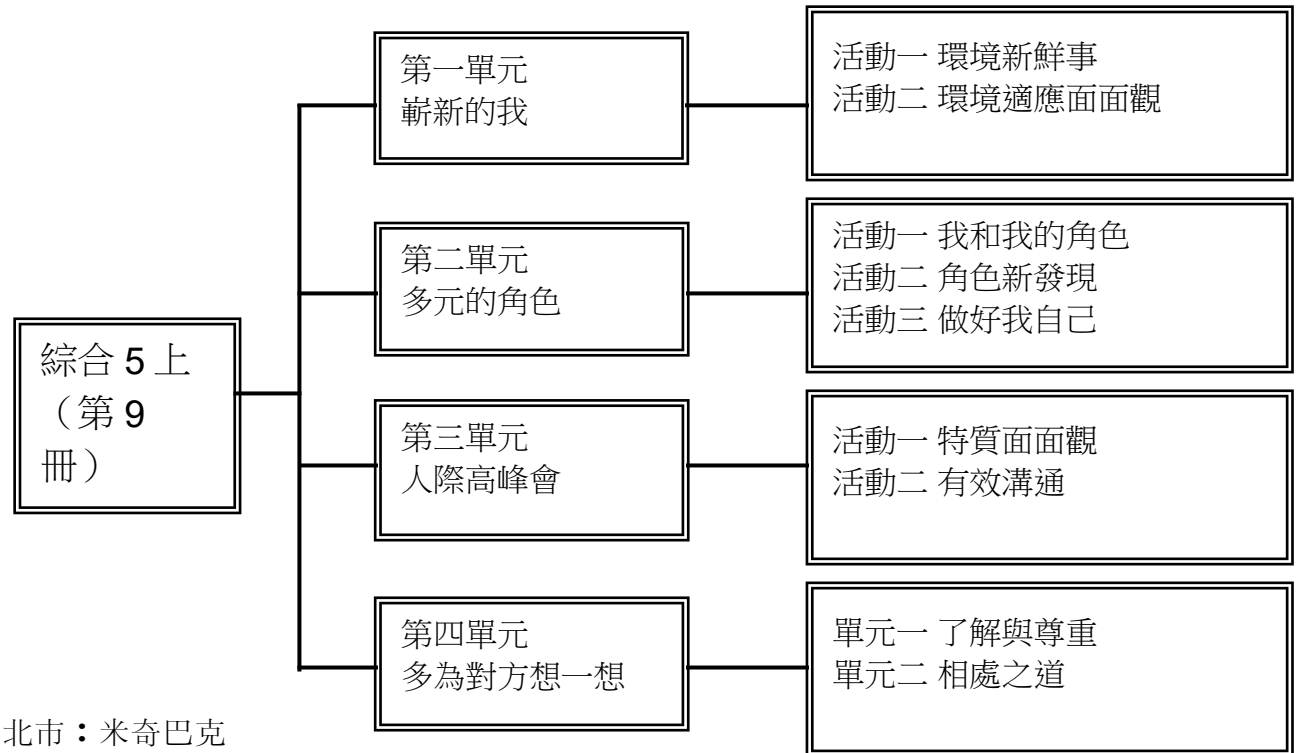 綜合 5 上
（第 9
冊）
第一單元
嶄新的我
活動一 環境新鮮事
活動二 環境適應面面觀
第二單元
多元的角色
活動一 我和我的角色
活動二 角色新發現
活動三 做好我自己
第三單元
人際高峰會
活動一 特質面面觀
活動二 有效溝通
第四單元
多為對方想一想
單元一 了解與尊重
單元二 相處之道
北市：米奇巴克